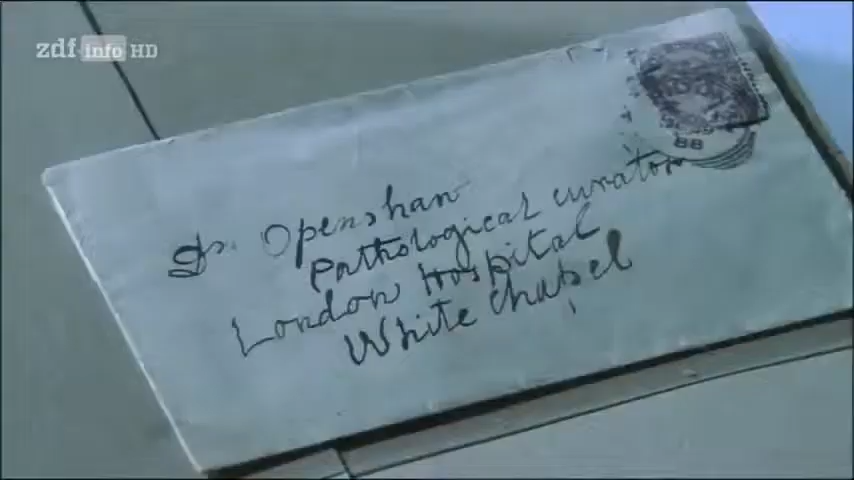 zdf info HD
88
Dr. Openshaw
Pathological curator
London Hospital
White chapel